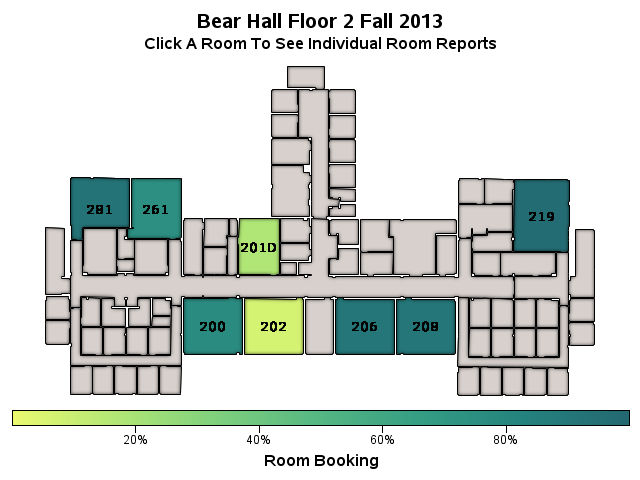 Bear Hall Floor 2 Fall 2013
Click A Room To See Individual Room Reports
281 261 219
201D
200 202 206 208
20% 40% 60% 80%
Room Booking